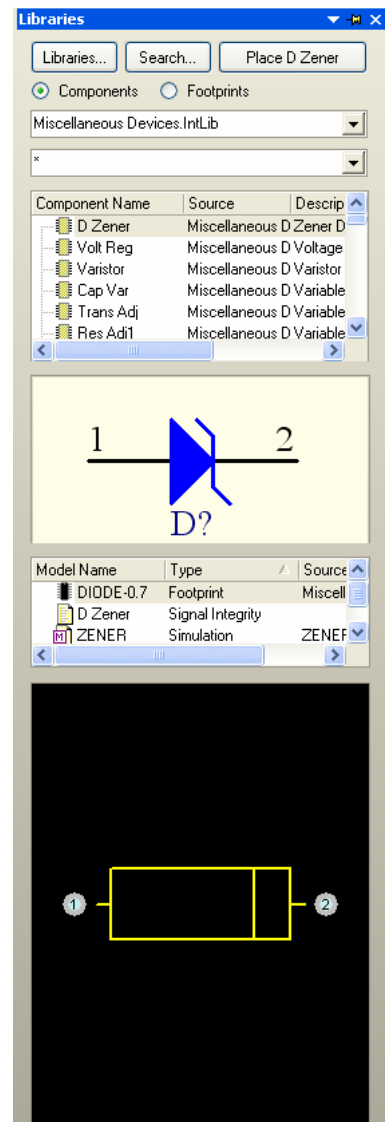 Libraries
Libraries... Search... Place D Zener
Components Footprints
Miscellaneous Devices.IntLib
*
Component Name Source Descrip
D Zener Miscellaneous D Zener D
Volt Reg Miscellaneous D Voltage
Varistor Miscellaneous D Varistor
Cap Var Miscellaneous D Variable
Trans Adj Miscellaneous D Variable
Res Adj1 Miscellaneous D Variable
1 2
D?
Model Name Type Source
DIODE-0.7 Footprint Miscell
D Zener Signal Integrity
M ZENER Simulation ZENER
1 2